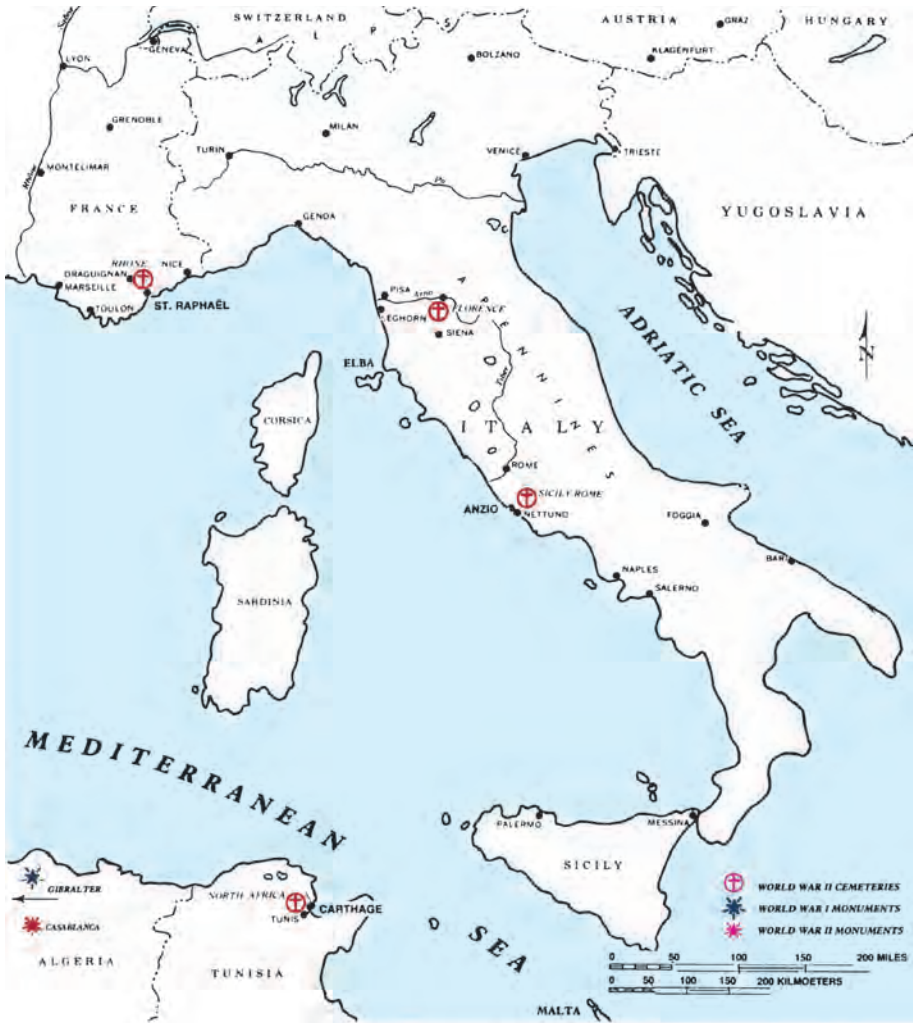 SWITZERLAND
AUSTRIA
GRAZ
HUNGARY
GENEVA
A L P S
LYON
BOLZANO
KLAGENFURT
GRENOBLE
MILAN
TURIN
VENICE
TRIESTE
MONTELIMAR
Rhône
Po
FRANCE
YUGOSLAVIA
GENOA
RHONE
NICE
DRAGUIGNAN
MARSEILLE
ST. RAPHAËL
TOULON
PISA
Arno
FLORENCE
LEGHORN
SIENA
APENNINES
ADRIATIC SEA
N
ELBA
Tiber
CORSICA
ITALY
ROME
SICILY-ROME
ANZIO
NETTUNO
FOGGIA
BARI
NAPLES
SALERNO
SARDINIA
MEDITERRANEAN
SEA
PALERMO
MESSINA
SICILY
GIBRALTER
NORTH AFRICA
CARTHAGE
TUNIS
CASABLANCA
ALGERIA
TUNISIA
MALTA
WORLD WAR II CEMETERIES
WORLD WAR I MONUMENTS
WORLD WAR II MONUMENTS
0 50 100 150 200 MILES
0 50 100 150 200 KILMOETERS